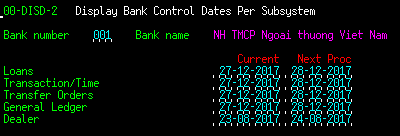 00-DISD-2 Display Bank Control Dates Per Subsystem
Bank number 001 Bank name NH TMCP Ngoai thuong Viet Nam
Current Next Proc
Loans 27-12-2017 28-12-2017
Transaction/Time 27-12-2017 28-12-2017
Transfer Orders 27-12-2017 28-12-2017
General Ledger 27-12-2017 28-12-2017
Dealer 23-08-2017 24-08-2017